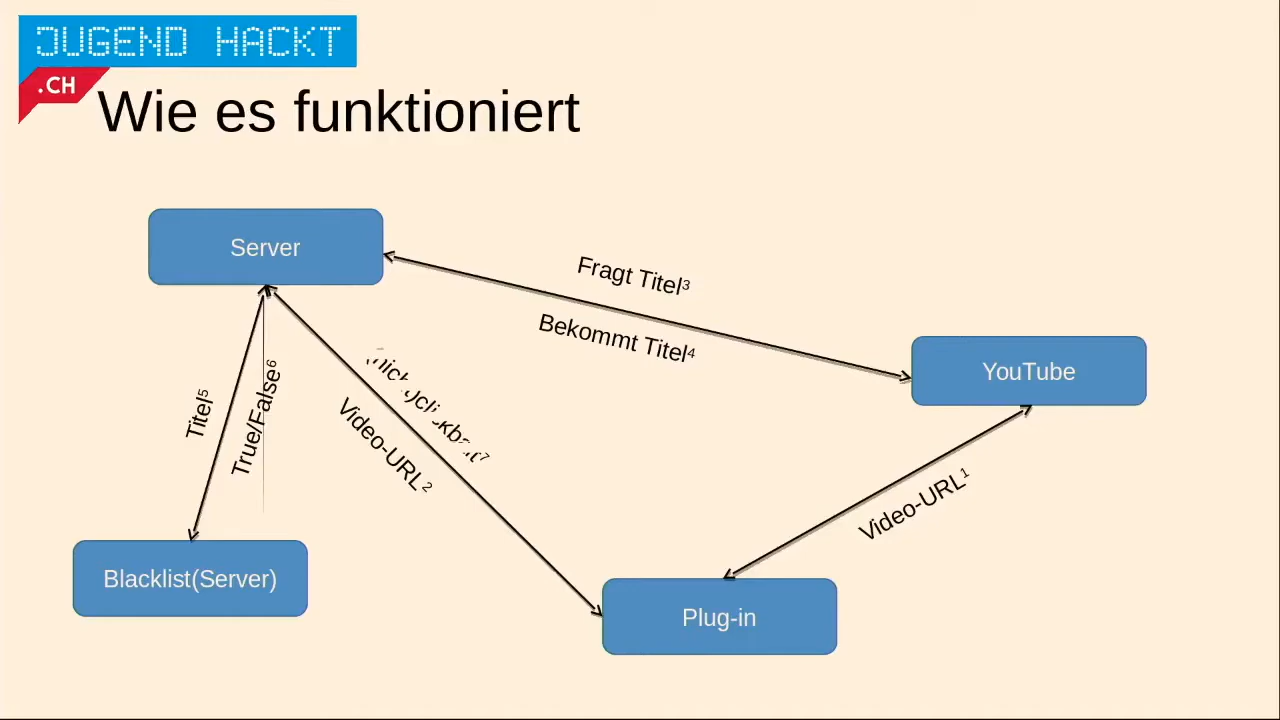 JUGEND HACKT
.CH
Wie es funktioniert
Server
Fragt Titel³
Bekommt Titel⁴
YouTube
Titel⁵
True/False⁶
Video-URL²
Video-URL¹
Blacklist(Server)
Plug-in